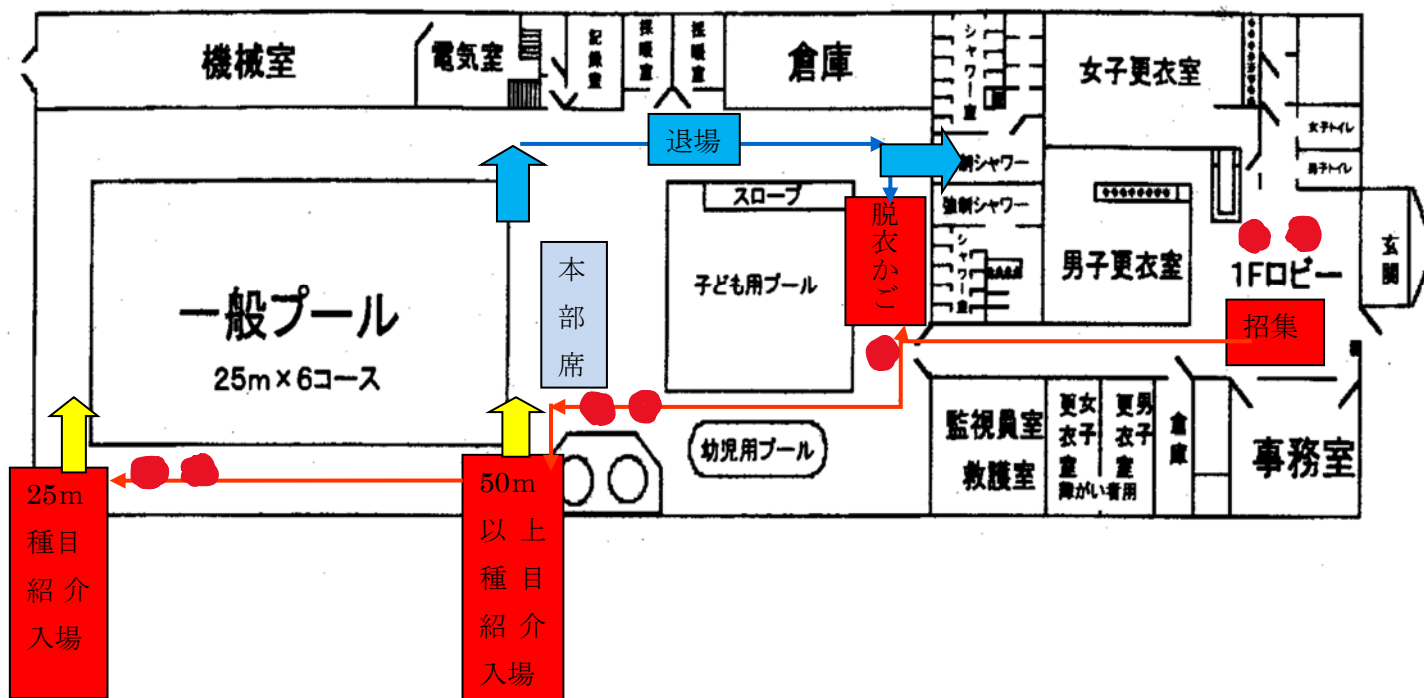 機械室
電気室
記録室
採暖室
採暖室
倉庫
シャワー室
女子更衣室
女子トイレ
男子トイレ
退場
制シャワー
強制シャワー
スロープ
脱衣かご
シャワー室
男子更衣室
1Fロビー
玄関
招集
本部席
子ども用プール
一般プール
25m×6コース
幼児用プール
監視員室
救護室
女子更衣室
男子更衣室
障がい者用
倉庫
事務室
25m
種目
紹介
入場
50m
以上
種目
紹介
入場